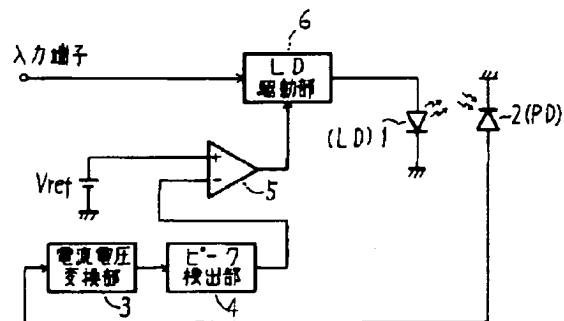 6
入力端子
LD
駆動部
(LD)1
2(PD)
+
-
5
Vref
電流電圧
変換部
ピーク
検出部
3
4